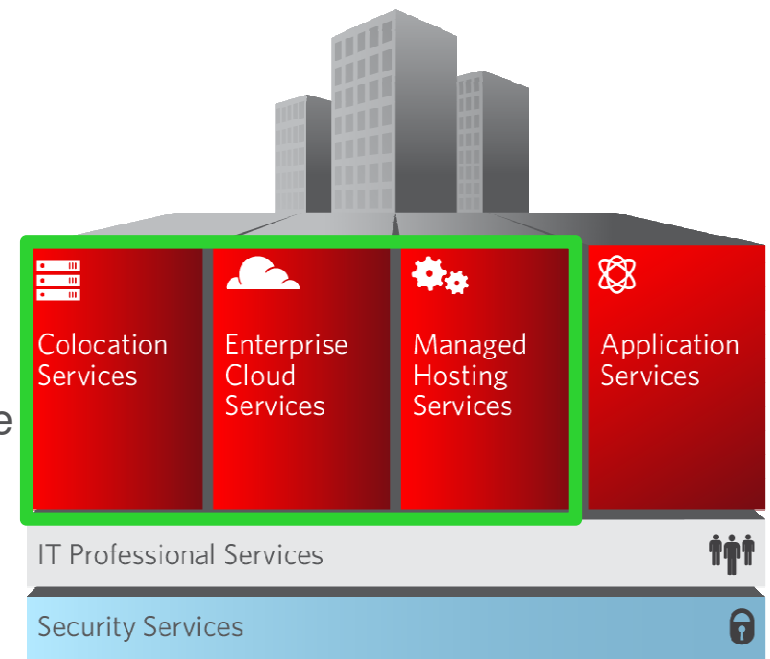 Colocation
Services
Enterprise
Cloud
Services
Managed
Hosting
Services
Application
Services
e
IT Professional Services
Security Services